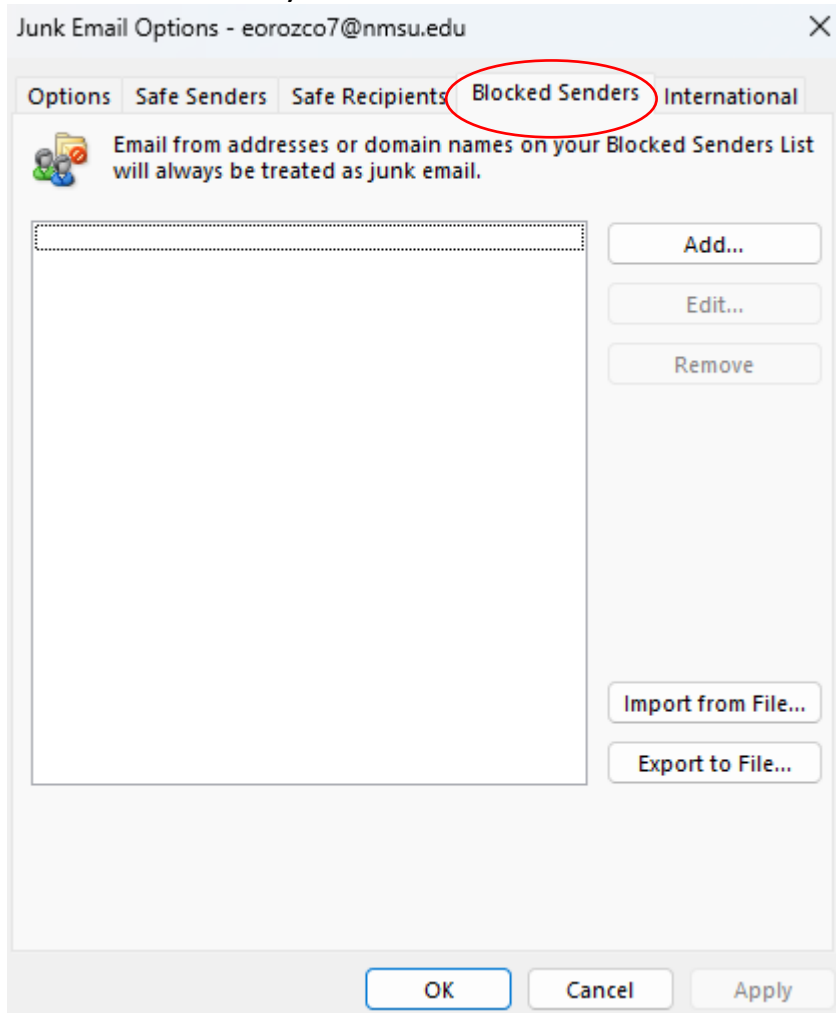 Junk Email Options - eorozco7@nmsu.edu
Options Safe Senders Safe Recipients Blocked Senders International
Email from addresses or domain names on your Blocked Senders List
will always be treated as junk email.
Add...
Edit...
Remove
Import from File...
Export to File...
OK Cancel Apply